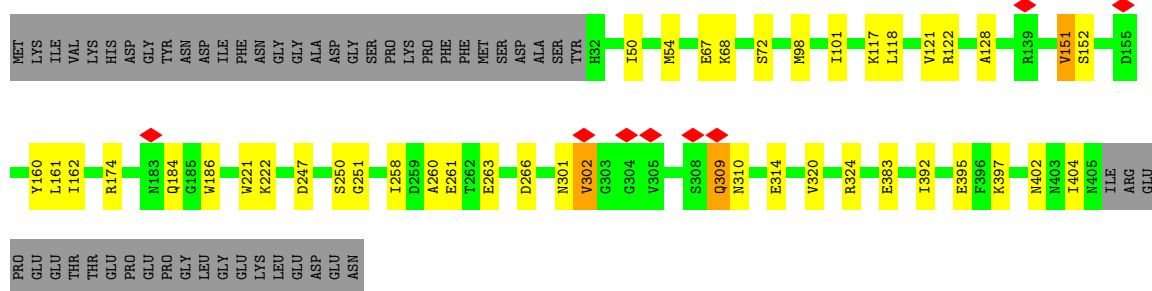 MET LYS ILE VAL LYS HIS ASP GLY TYR ASN ASP ILE PHE ASN GLY GLY ALA ASP GLY SER PRO LYS PRO PHE PHE MET SER ASP ALA SER TYR H32 I50 M54 E67 K68 S72 M98 I101 K117 L118 V121 R122 A128 R139 V151 S152 D155
Y160 L161 I162 R174 N183 Q184 G185 W186 W221 K222 D247 S250 G251 I258 D259 A260 E261 T262 E263 D266 N301 V302 G303 G304 V305 S308 Q309 N310 E314 V320 R324 E383 I392 E395 F396 K397 N402 N403 I404 N405 ILE ARG GLU
PRO GLU GLU THR THR GLU PRO GLU PRO GLY LEU GLY GLU LYS LEU GLU ASP GLU ASN